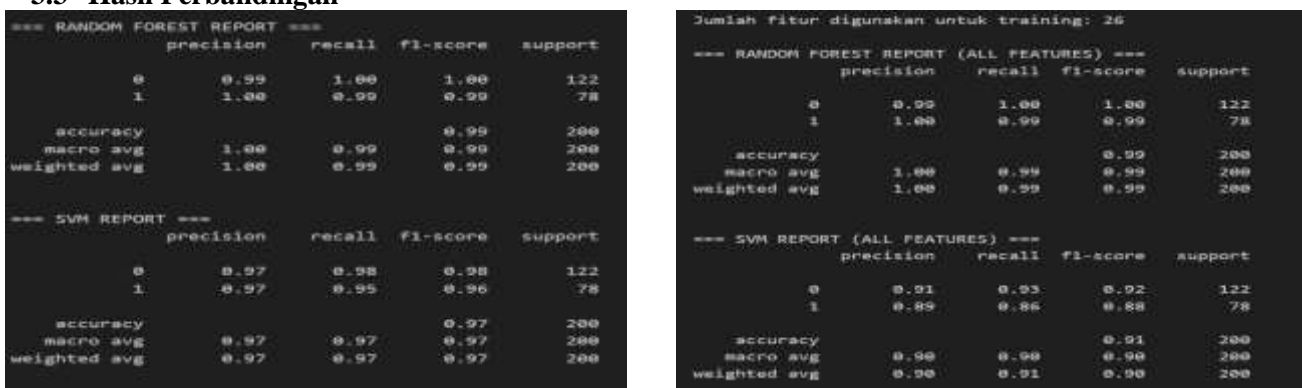 3.3 Hasil Perbandingan
=== RANDOM FOREST REPORT ===
precision recall f1-score support
0 0.99 1.00 1.00 122
1 1.00 0.99 0.99 78
accuracy 0.99 200
macro avg 1.00 0.99 0.99 200
weighted avg 1.00 0.99 0.99 200
=== SVM REPORT ===
precision recall f1-score support
0 0.97 0.98 0.98 122
1 0.97 0.95 0.96 78
accuracy 0.97 200
macro avg 0.97 0.97 0.97 200
weighted avg 0.97 0.97 0.97 200
Jumlah fitur digunakan untuk training: 26
=== RANDOM FOREST REPORT (ALL FEATURES) ===
precision recall f1-score support
0 0.99 1.00 1.00 122
1 1.00 0.99 0.99 78
accuracy 0.99 200
macro avg 1.00 0.99 0.99 200
weighted avg 1.00 0.99 0.99 200
=== SVM REPORT (ALL FEATURES) ===
precision recall f1-score support
0 0.91 0.93 0.92 122
1 0.89 0.86 0.88 78
accuracy 0.91 200
macro avg 0.90 0.90 0.90 200
weighted avg 0.90 0.91 0.90 200